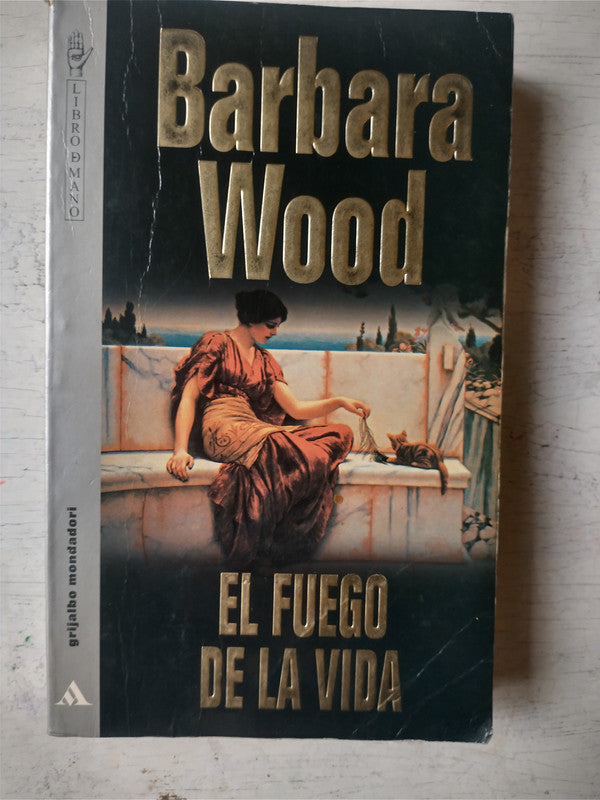 Barbara
Wood
LIBRO DE MANO
grijalbo mondadori
EL FUEGO
DE LA VIDA